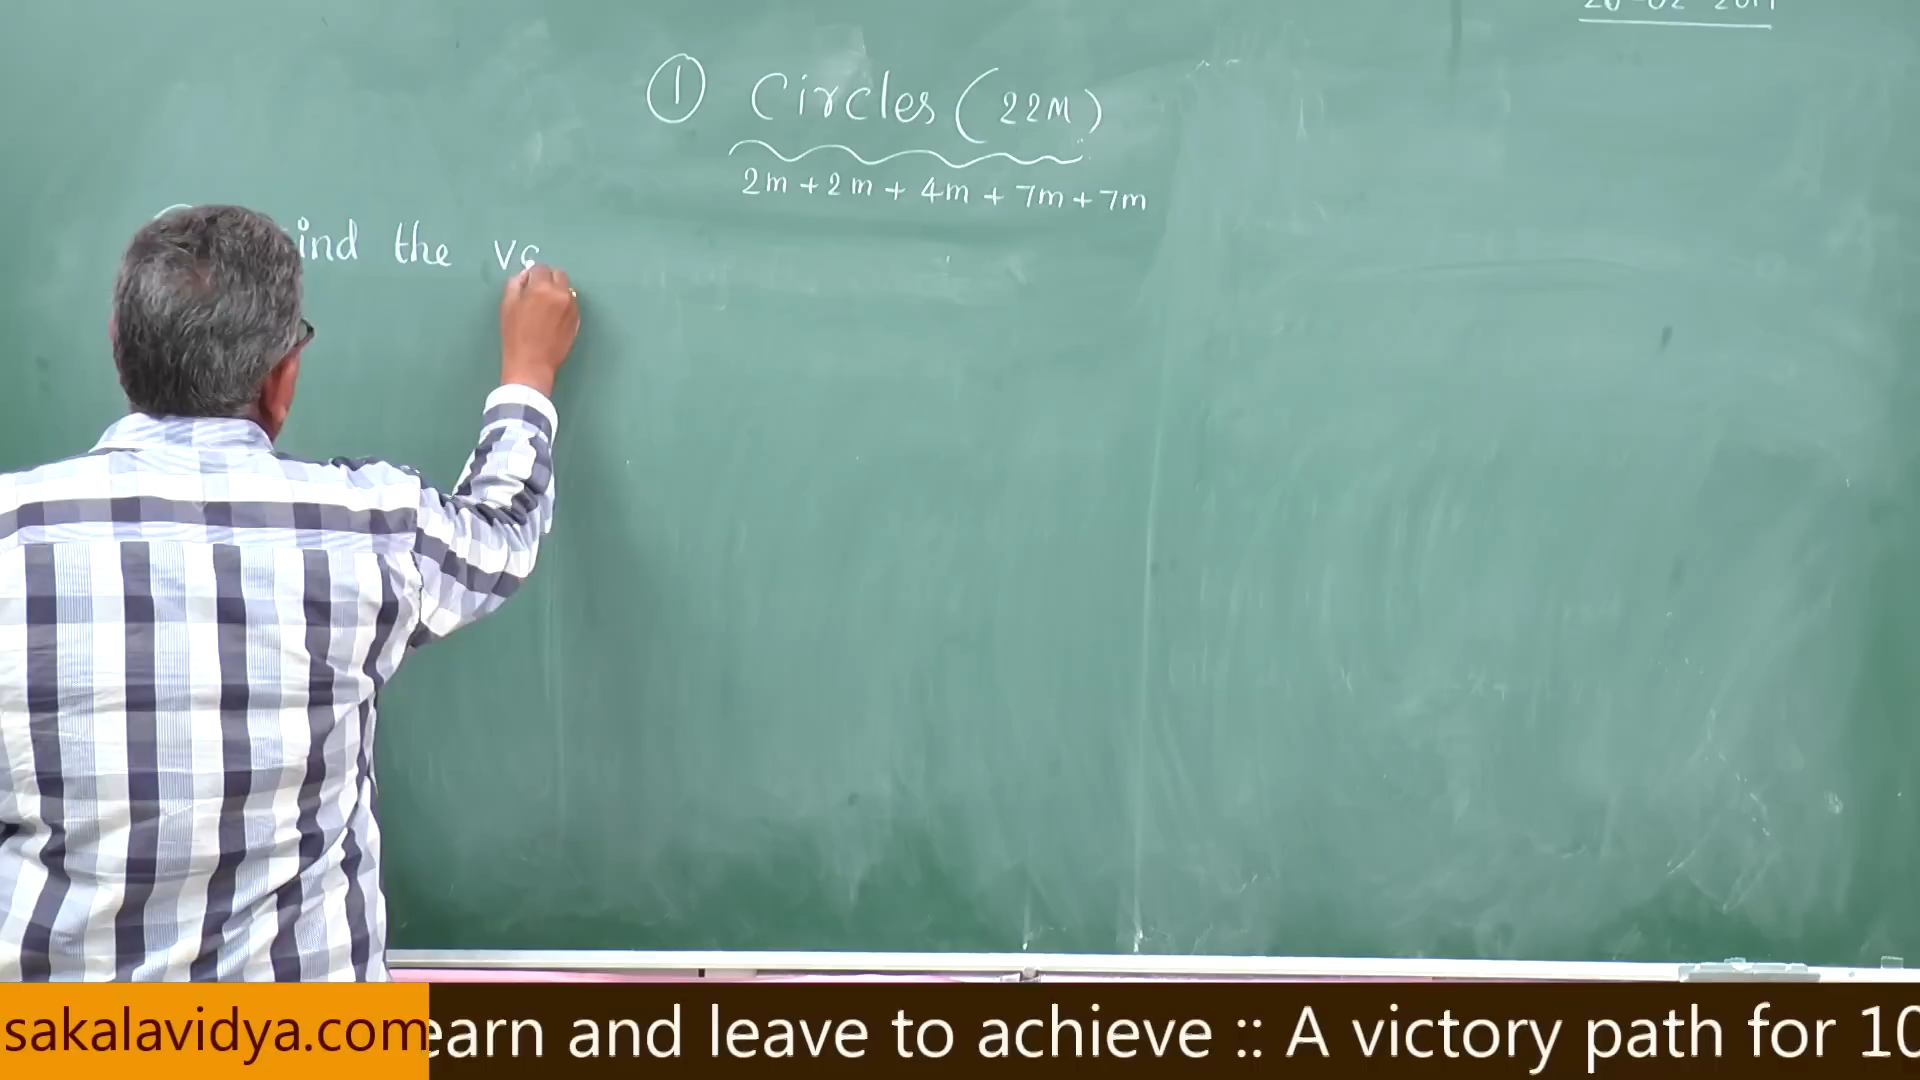 ① Circles (22M)
2m + 2m + 4m + 7m + 7m
ind the va
sakalavidya.com
earn and leave to achieve :: A victory path for 10